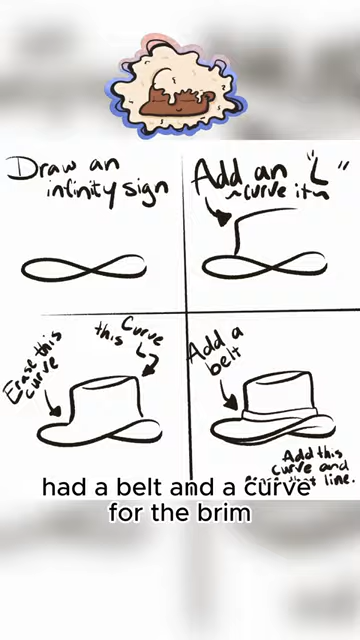 Draw an
infinity sign
Add an "L"
~curve it~
Erase this
curve
Curve
this
Add a
belt
Add this
curve and
line.
had a belt and a curve
for the brim